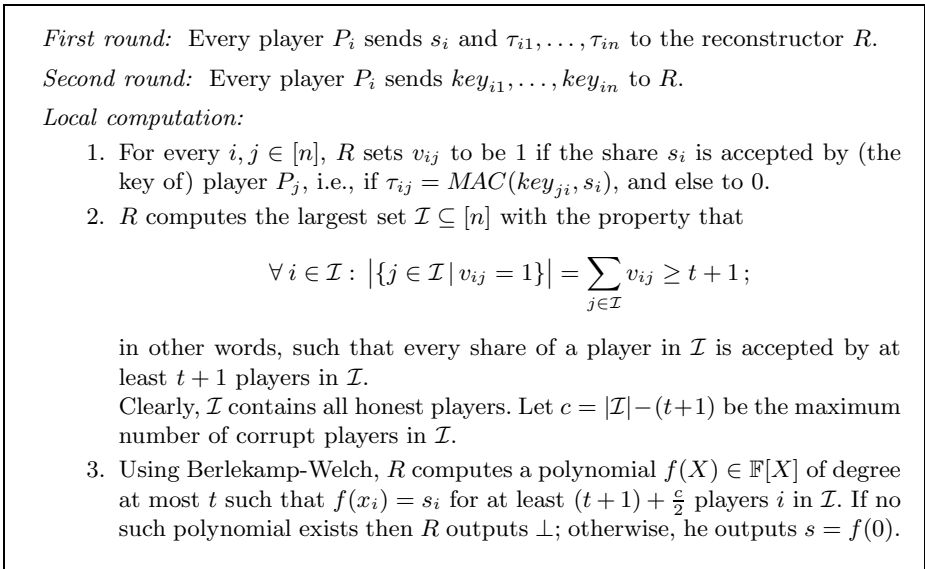 First round: Every player P_i sends s_i and τ_{i1}, . . . , τ_{in} to the reconstructor R.
Second round: Every player P_i sends key_{i1}, . . . , key_{in} to R.
Local computation:
1. For every i, j ∈ [n], R sets v_{ij} to be 1 if the share s_i is accepted by (the
key of) player P_j, i.e., if τ_{ij} = MAC(key_{ji}, s_i), and else to 0.
2. R computes the largest set I ⊆ [n] with the property that
∀ i ∈ I : |{j ∈ I | v_{ij} = 1}| = ∑_{j∈I} v_{ij} ≥ t + 1 ;
in other words, such that every share of a player in I is accepted by at
least t + 1 players in I.
Clearly, I contains all honest players. Let c = |I| − (t+1) be the maximum
number of corrupt players in I.
3. Using Berlekamp-Welch, R computes a polynomial f(X) ∈ 𝔽[X] of degree
at most t such that f(x_i) = s_i for at least (t + 1) + c/2 players i in I. If no
such polynomial exists then R outputs ⊥; otherwise, he outputs s = f(0).